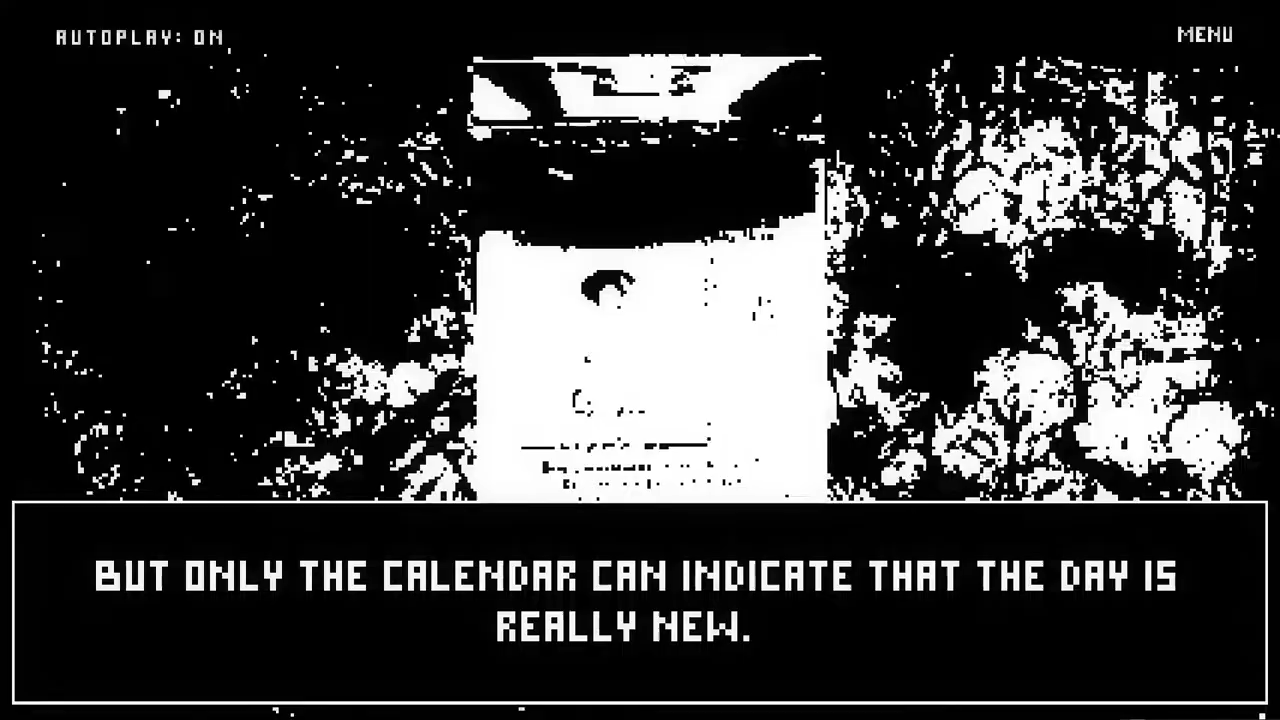 AUTOPLAY: ON
MENU
BUT ONLY THE CALENDAR CAN INDICATE THAT THE DAY IS
REALLY NEW.